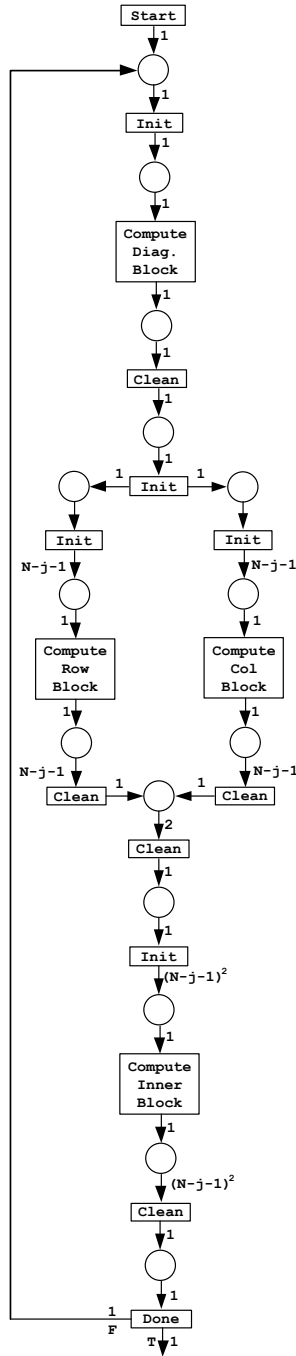 Start
1
1
Init
1
1
Compute
Diag.
Block
1
1
Clean
1
1
1 Init 1
Init Init
N-j-1 N-j-1
1 1
Compute Compute
Row Col
Block Block
1 1
N-j-1 N-j-1
Clean 1 1 Clean
2
Clean
1
1
Init
(N-j-1)²
1
Compute
Inner
Block
1
(N-j-1)²
Clean
1
1
1 Done
F
T 1